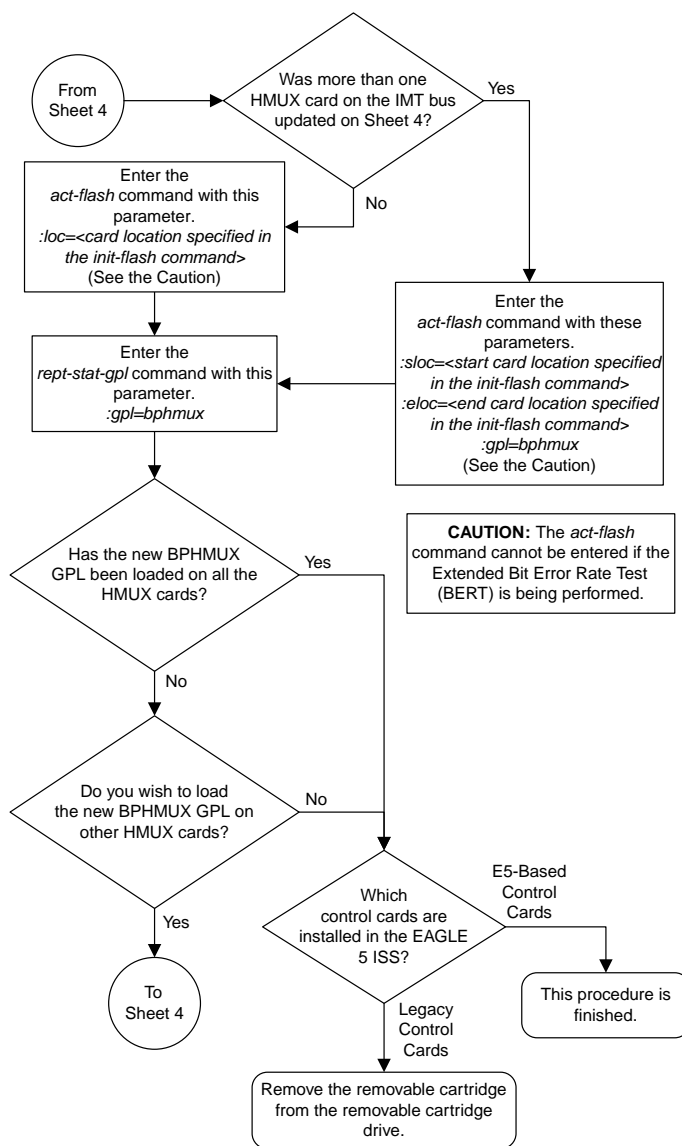 From
Sheet 4
Was more than one
HMUX card on the IMT bus
updated on Sheet 4?
Yes
No
Enter the
act-flash command with this
parameter.
:loc=<card location specified in
the init-flash command>
(See the Caution)
Enter the
act-flash command with these
parameters.
:sloc=<start card location specified
in the init-flash command>
:eloc=<end card location specified
in the init-flash command>
:gpl=bphmux
(See the Caution)
Enter the
rept-stat-gpl command with this
parameter.
:gpl=bphmux
CAUTION: The act-flash
command cannot be entered if the
Extended Bit Error Rate Test
(BERT) is being performed.
Has the new BPHMUX
GPL been loaded on all the
HMUX cards?
Yes
No
Do you wish to load
the new BPHMUX GPL on
other HMUX cards?
No
Yes
To
Sheet 4
Which
control cards are
installed in the EAGLE
5 ISS?
E5-Based
Control
Cards
This procedure is
finished.
Legacy
Control
Cards
Remove the removable cartridge
from the removable cartridge
drive.